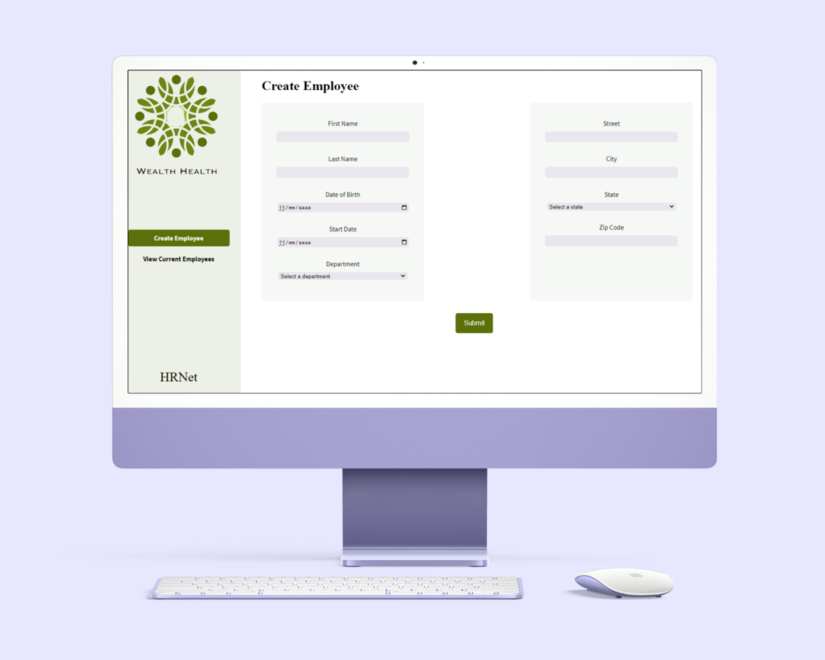 WEALTH HEALTH
Create Employee
View Current Employees
HRNet
Create Employee
First Name
Last Name
Date of Birth
jj/mm/aaaa
Start Date
jj/mm/aaaa
Department
Select a department
Street
City
State
Select a state
Zip Code
Submit